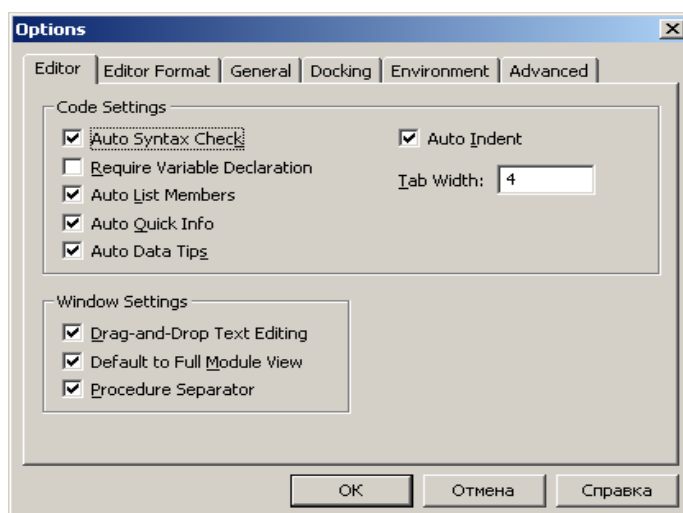 Options
Editor Editor Format General Docking Environment Advanced
Code Settings
Auto Syntax Check
Auto Indent
Require Variable Declaration
Tab Width: 4
Auto List Members
Auto Quick Info
Auto Data Tips
Window Settings
Drag-and-Drop Text Editing
Default to Full Module View
Procedure Separator
OK Отмена Справка